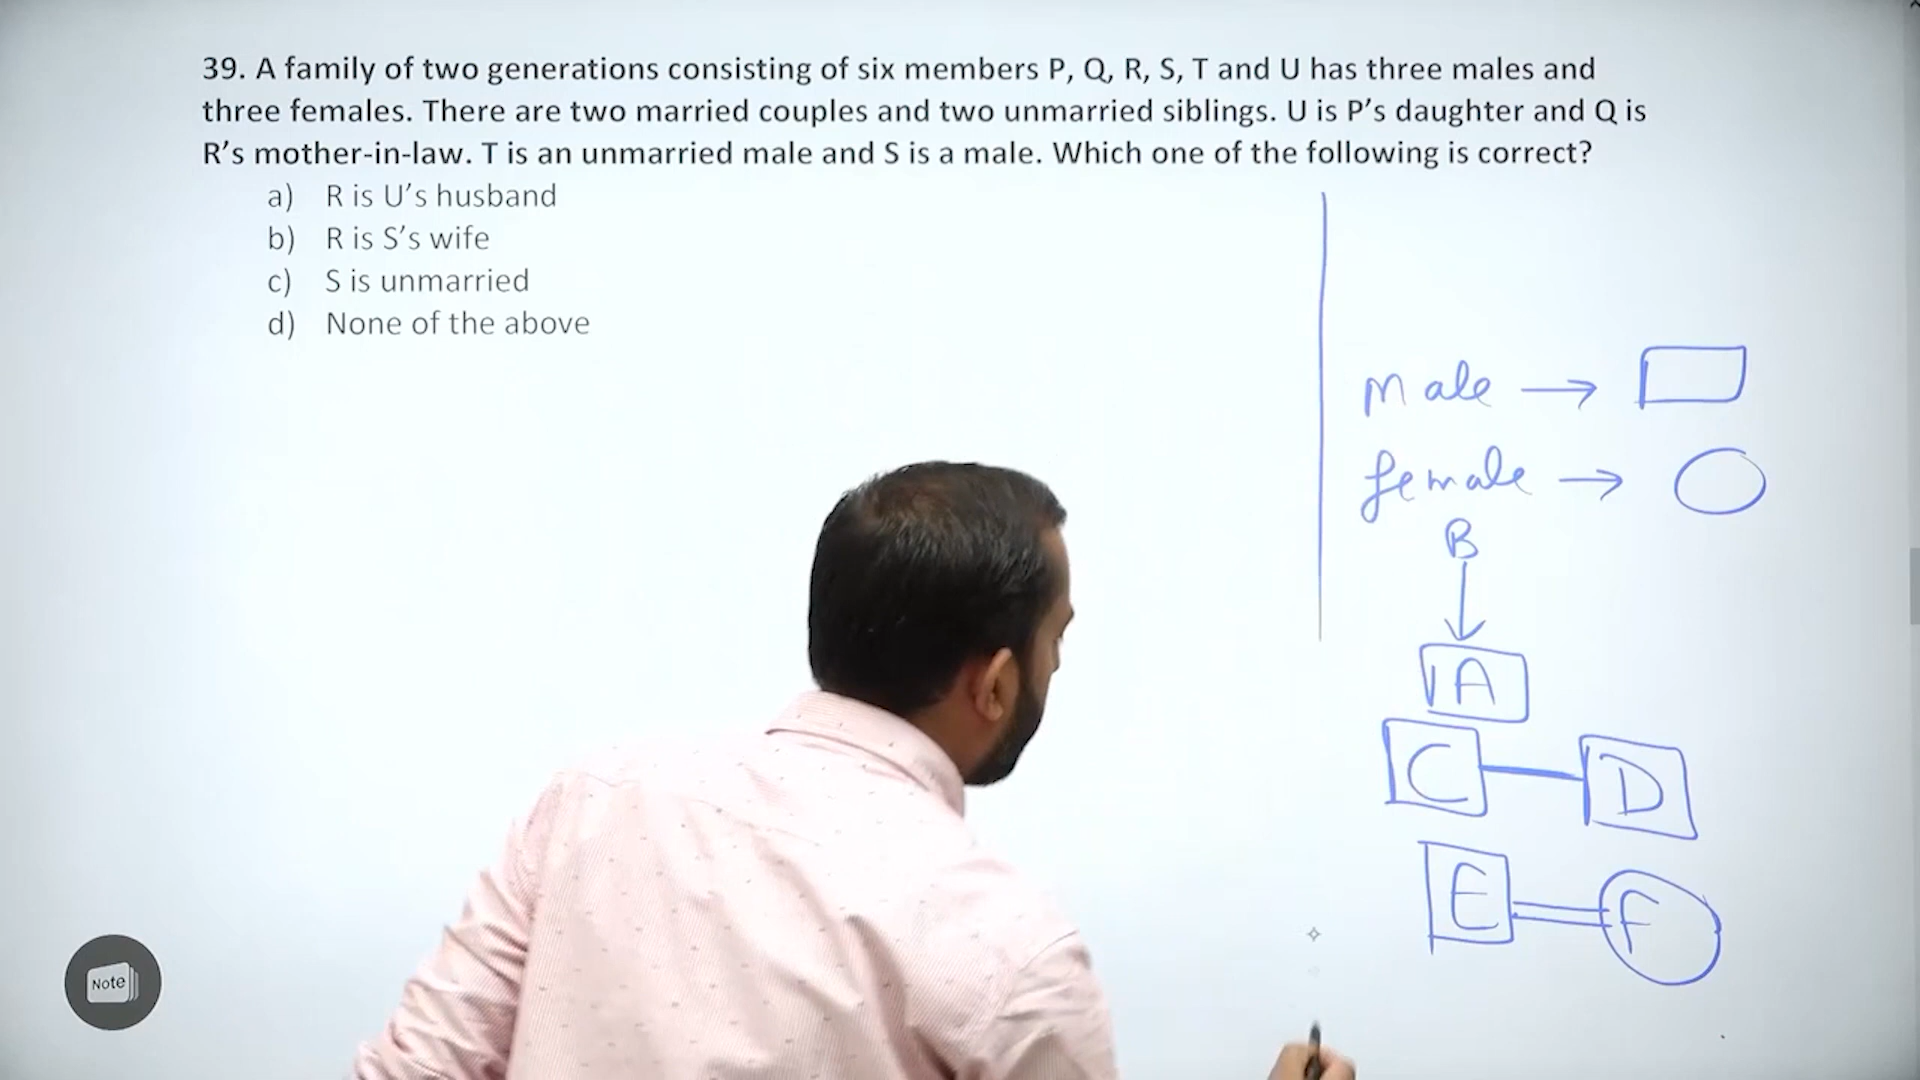 39. A family of two generations consisting of six members P, Q, R, S, T and U has three males and
three females. There are two married couples and two unmarried siblings. U is P’s daughter and Q is
R’s mother-in-law. T is an unmarried male and S is a male. Which one of the following is correct?
a) R is U’s husband
b) R is S’s wife
c) S is unmarried
d) None of the above
Male →
female →
B
A
C D
E F
Note